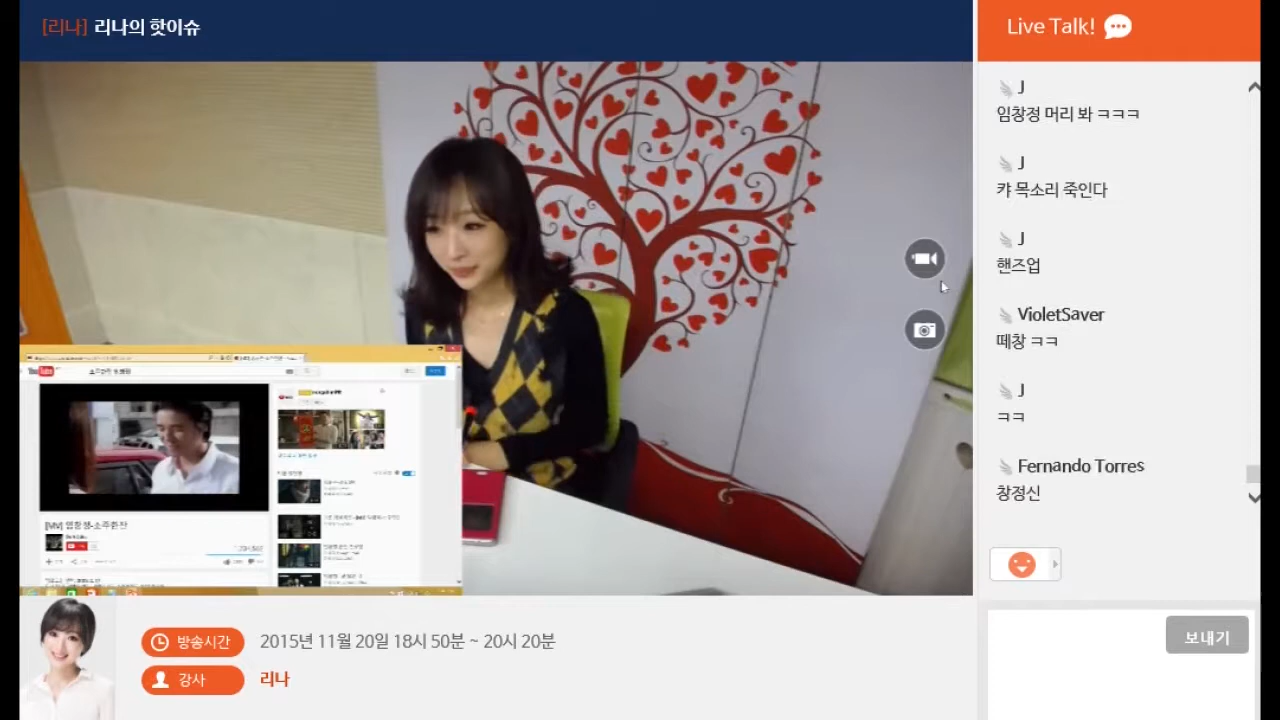 [리나] 리나의 핫이슈
Live Talk!
J
임창정 머리 봐 ㅋㅋㅋ
J
캬 목소리 죽인다
J
핸즈업
VioletSaver
떼창 ㅋㅋ
J
ㅋㅋ
Fernando Torres
창정신
YouTube
[MV] 임창정-소주한잔
방송시간 2015년 11월 20일 18시 50분 ~ 20시 20분
강사 리나
보내기